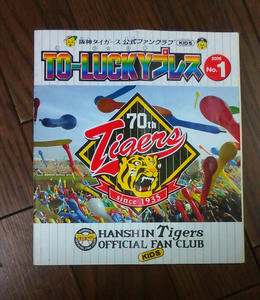 阪神タイガース 公式ファンクラブ KIDS
TO-LUCKYプレス
2005
No.1
70th
Tigers
since 1935
HANSHIN Tigers
OFFICIAL FAN CLUB
KIDS